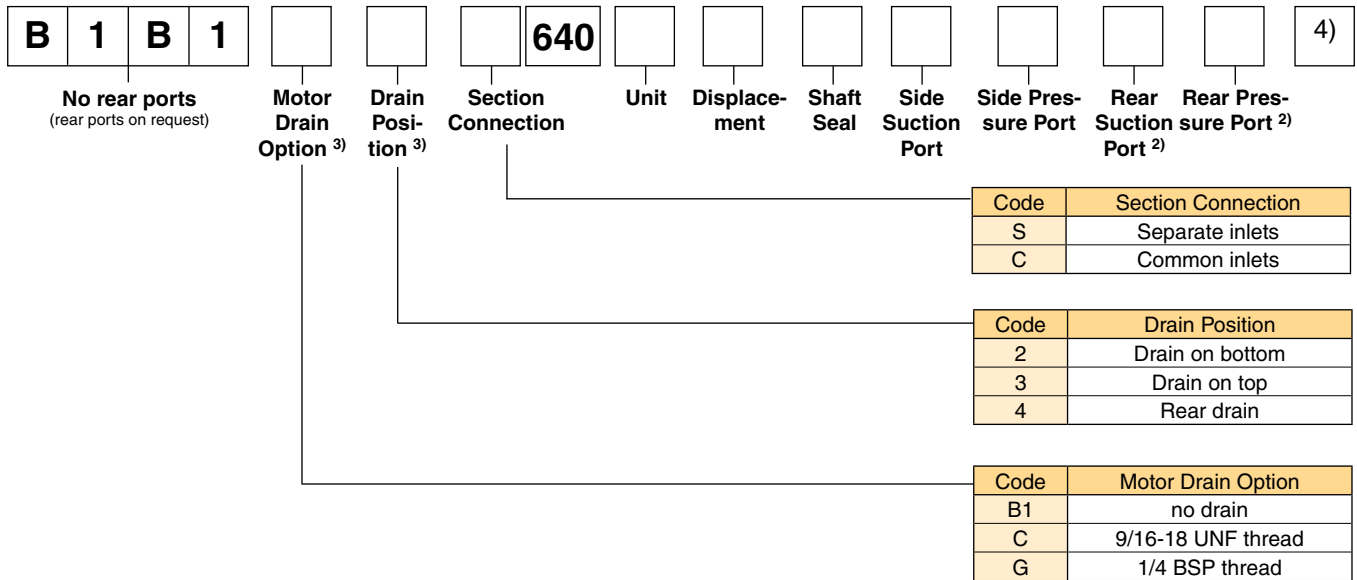 B 1 B 1 640 4)
No rear ports
(rear ports on request)
Motor
Drain
Option 3)
Drain
Posi-
tion 3)
Section
Connection
Unit
Displace-
ment
Shaft
Seal
Side
Suction
Port
Side Pres-
sure Port
Rear
Suction
Port 2)
Rear Pres-
sure Port 2)
Code Section Connection
S Separate inlets
C Common inlets
Code Drain Position
2 Drain on bottom
3 Drain on top
4 Rear drain
Code Motor Drain Option
B1 no drain
C 9/16-18 UNF thread
G 1/4 BSP thread